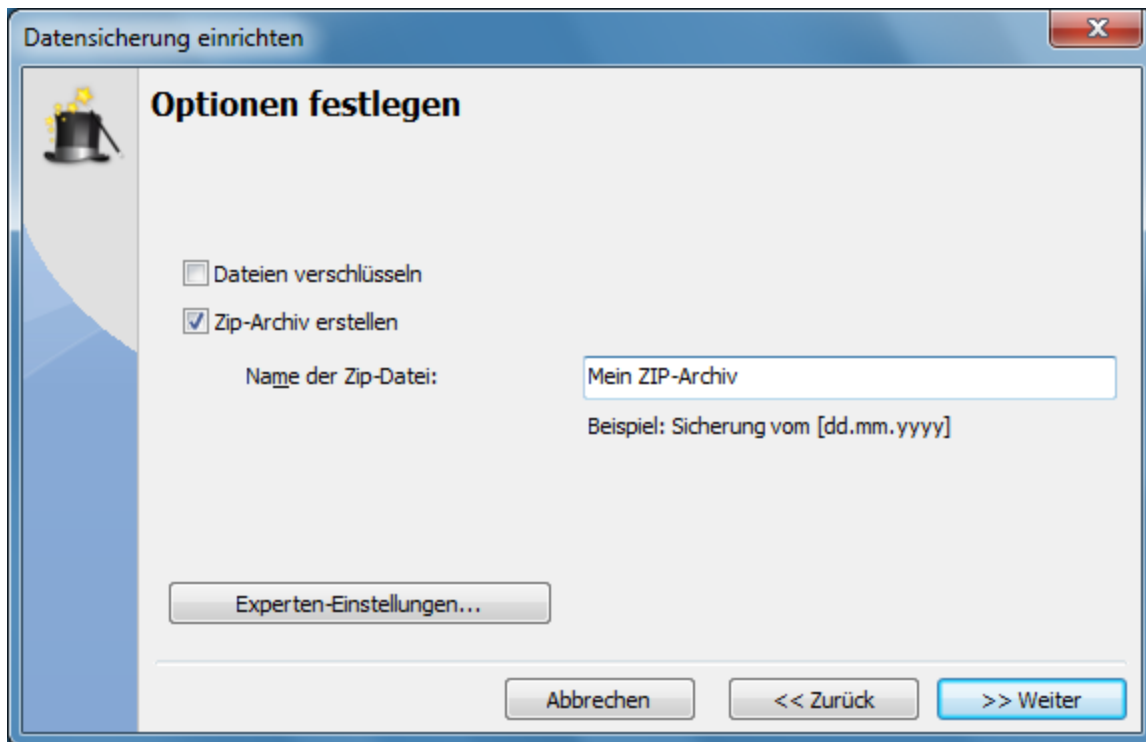 Datensicherung einrichten
Optionen festlegen
Dateien verschlüsseln
Zip-Archiv erstellen
Name der Zip-Datei: Mein ZIP-Archiv
Beispiel: Sicherung vom [dd.mm.yyyy]
Experten-Einstellungen...
Abbrechen << Zurück >> Weiter